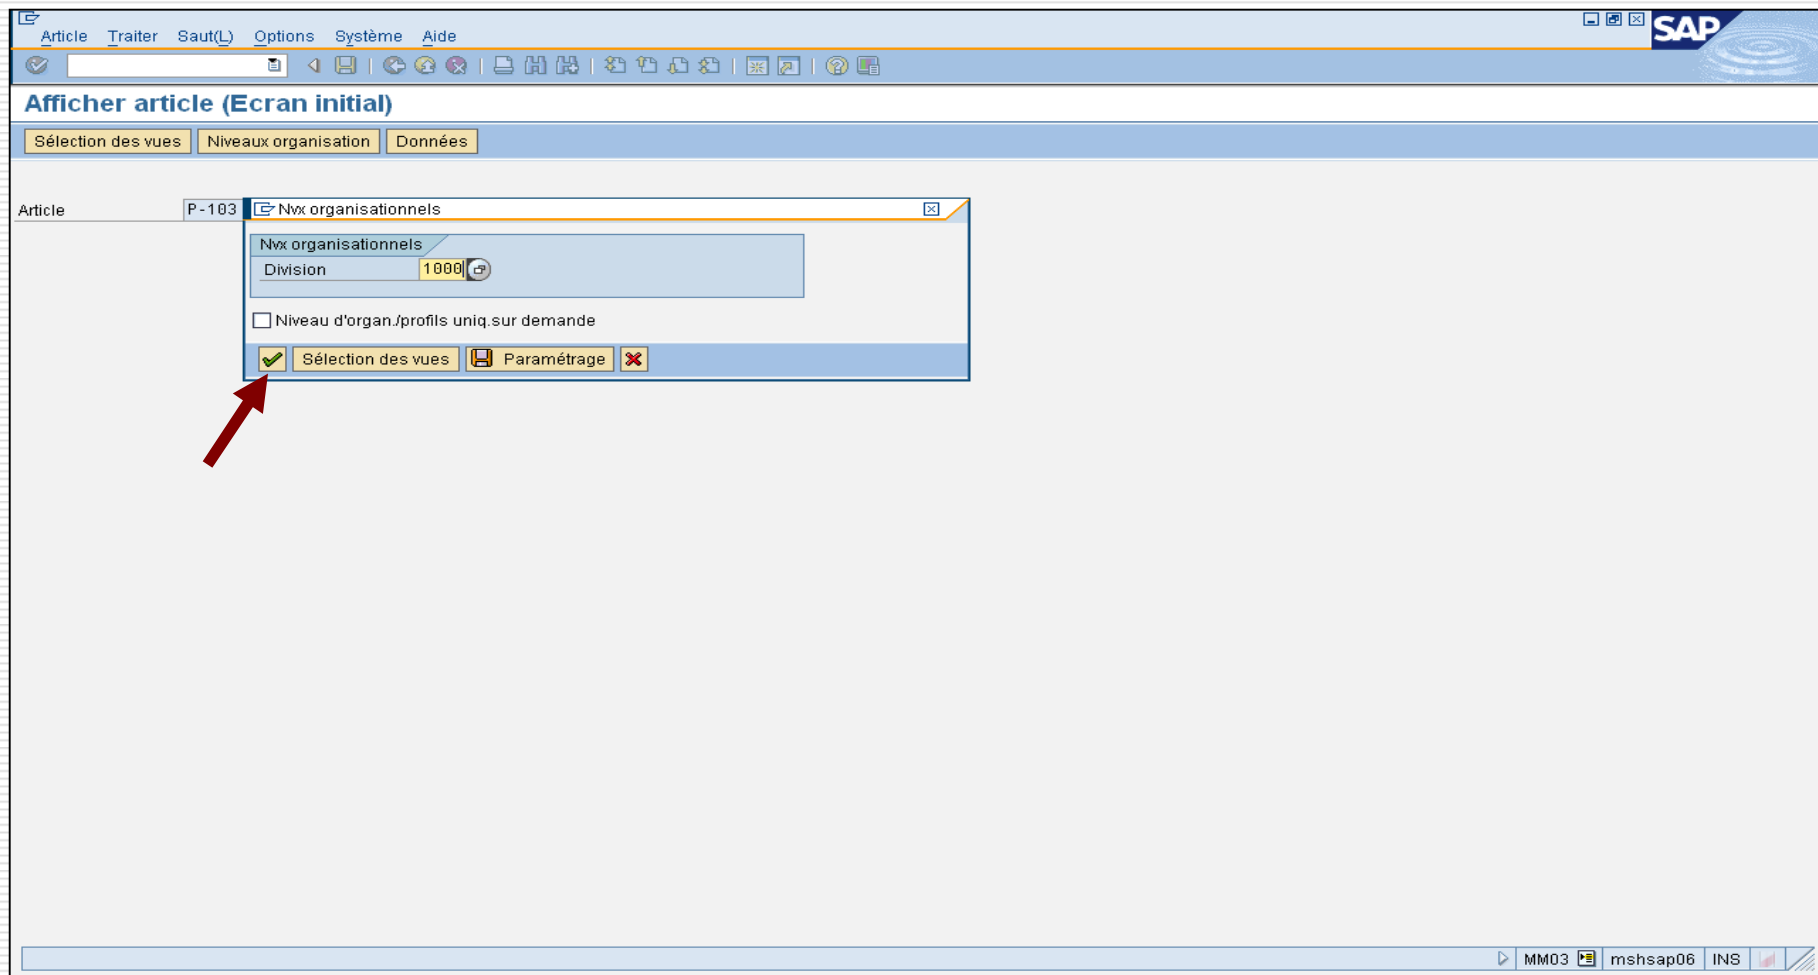 Article Traiter Saut(L) Options Système Aide
SAP
Afficher article (Ecran initial)
Sélection des vues Niveaux organisation Données
Article P-103
Nvx organisationnels
Nvx organisationnels
Division 1000
Niveau d'organ./profils uniq.sur demande
Sélection des vues Paramétrage
MM03 mshsap06 INS